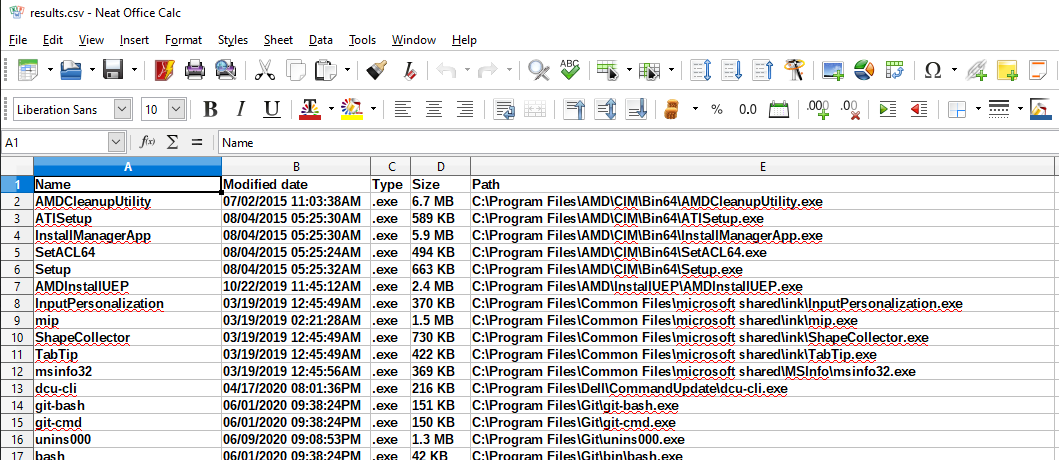 results.csv - Neat Office Calc
File Edit View Insert Format Styles Sheet Data Tools Window Help
ABC Ω
Liberation Sans 10 B I U T % 0.0 .000 .00
A1 f(x) Σ = Name
A B C D E
1 Name Modified date Type Size Path
2 AMDCleanupUtility 07/02/2015 11:03:38AM .exe 6.7 MB C:\Program Files\AMD\CIM\Bin64\AMDCleanupUtility.exe
3 ATISetup 08/04/2015 05:25:30AM .exe 589 KB C:\Program Files\AMD\CIM\Bin64\ATISetup.exe
4 InstallManagerApp 08/04/2015 05:25:30AM .exe 5.9 MB C:\Program Files\AMD\CIM\Bin64\InstallManagerApp.exe
5 SetACL64 08/04/2015 05:25:24AM .exe 494 KB C:\Program Files\AMD\CIM\Bin64\SetACL64.exe
6 Setup 08/04/2015 05:25:32AM .exe 663 KB C:\Program Files\AMD\CIM\Bin64\Setup.exe
7 AMDInstallUEP 10/22/2019 11:45:12AM .exe 2.4 MB C:\Program Files\AMD\InstallUEP\AMDInstallUEP.exe
8 InputPersonalization 03/19/2019 12:45:49AM .exe 370 KB C:\Program Files\Common Files\microsoft shared\ink\InputPersonalization.exe
9 mip 03/19/2019 02:21:28AM .exe 1.5 MB C:\Program Files\Common Files\microsoft shared\ink\mip.exe
10 ShapeCollector 03/19/2019 12:45:49AM .exe 730 KB C:\Program Files\Common Files\microsoft shared\ink\ShapeCollector.exe
11 TabTip 03/19/2019 12:45:49AM .exe 422 KB C:\Program Files\Common Files\microsoft shared\ink\TabTip.exe
12 msinfo32 03/19/2019 12:45:56AM .exe 369 KB C:\Program Files\Common Files\microsoft shared\MSInfo\msinfo32.exe
13 dcu-cli 04/17/2020 08:01:36PM .exe 216 KB C:\Program Files\Dell\CommandUpdate\dcu-cli.exe
14 git-bash 06/01/2020 09:38:24PM .exe 151 KB C:\Program Files\Git\git-bash.exe
15 git-cmd 06/01/2020 09:38:24PM .exe 150 KB C:\Program Files\Git\git-cmd.exe
16 unins000 06/09/2020 09:08:53PM .exe 1.3 MB C:\Program Files\Git\unins000.exe
17 bash 06/01/2020 09:38:24PM .exe 42 KB C:\Program Files\Git\bin\bash.exe